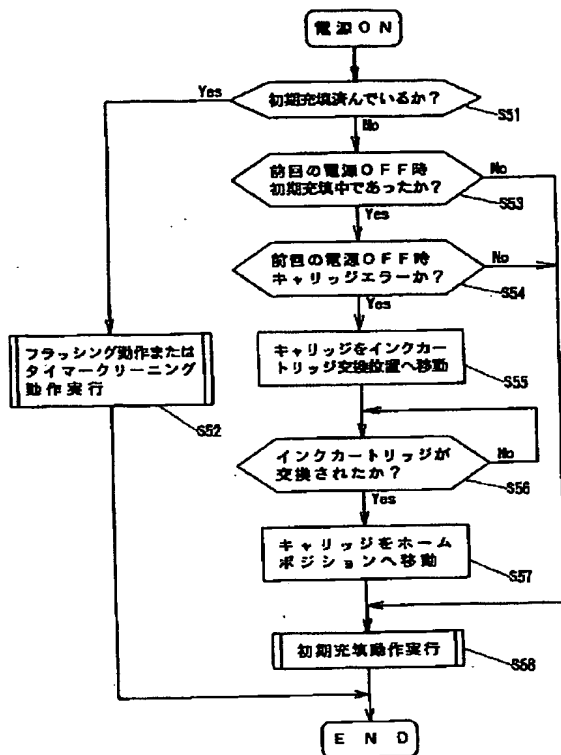 電源ON
初期充填済んでいるか?
Yes
S51
No
前回の電源OFF時
初期充填中であったか?
No
S53
Yes
前回の電源OFF時
キャリッジエラーか?
No
S54
Yes
フラッシング動作または
タイマークリーニング
動作実行
S52
キャリッジをインクカー
トリッジ交換位置へ移動
S55
インクカートリッジが
交換されたか?
No
S56
Yes
キャリッジをホーム
ポジションへ移動
S57
初期充填動作実行
S58
END